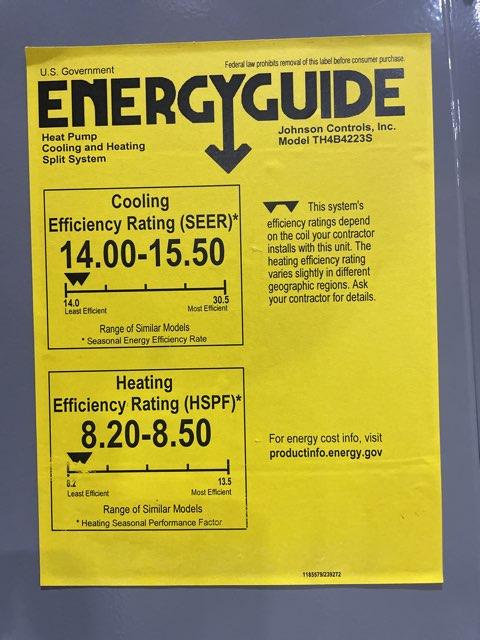 U.S. Government
Federal law prohibits removal of this label before consumer purchase.
ENERGYGUIDE
Heat Pump
Cooling and Heating
Split System
Johnson Controls, Inc.
Model TH4B4223S
Cooling
Efficiency Rating (SEER)*
14.00-15.50
14.0 30.5
Least Efficient Most Efficient
Range of Similar Models
* Seasonal Energy Efficiency Rate
This system's
efficiency ratings depend
on the coil your contractor
installs with this unit. The
heating efficiency rating
varies slightly in different
geographic regions. Ask
your contractor for details.
Heating
Efficiency Rating (HSPF)*
8.20-8.50
8.2 13.5
Least Efficient Most Efficient
Range of Similar Models
* Heating Seasonal Performance Factor
For energy cost info, visit
productinfo.energy.gov
1185579/239272